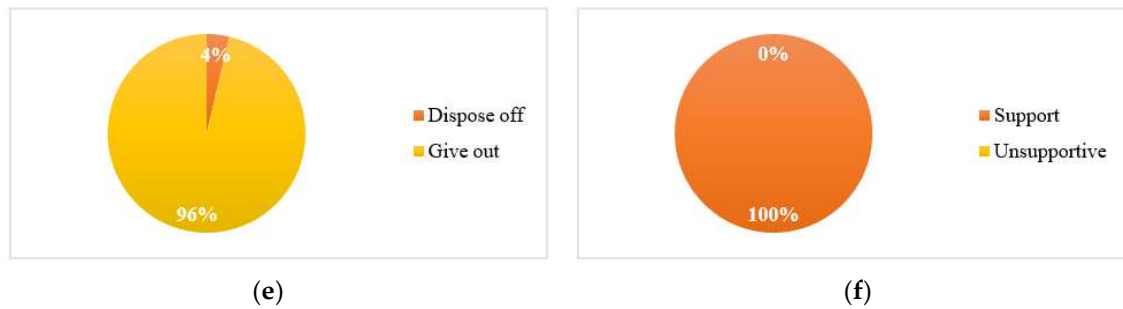 4%
Dispose off
Give out
96%
(e)
0%
Support
Unsupportive
100%
(f)